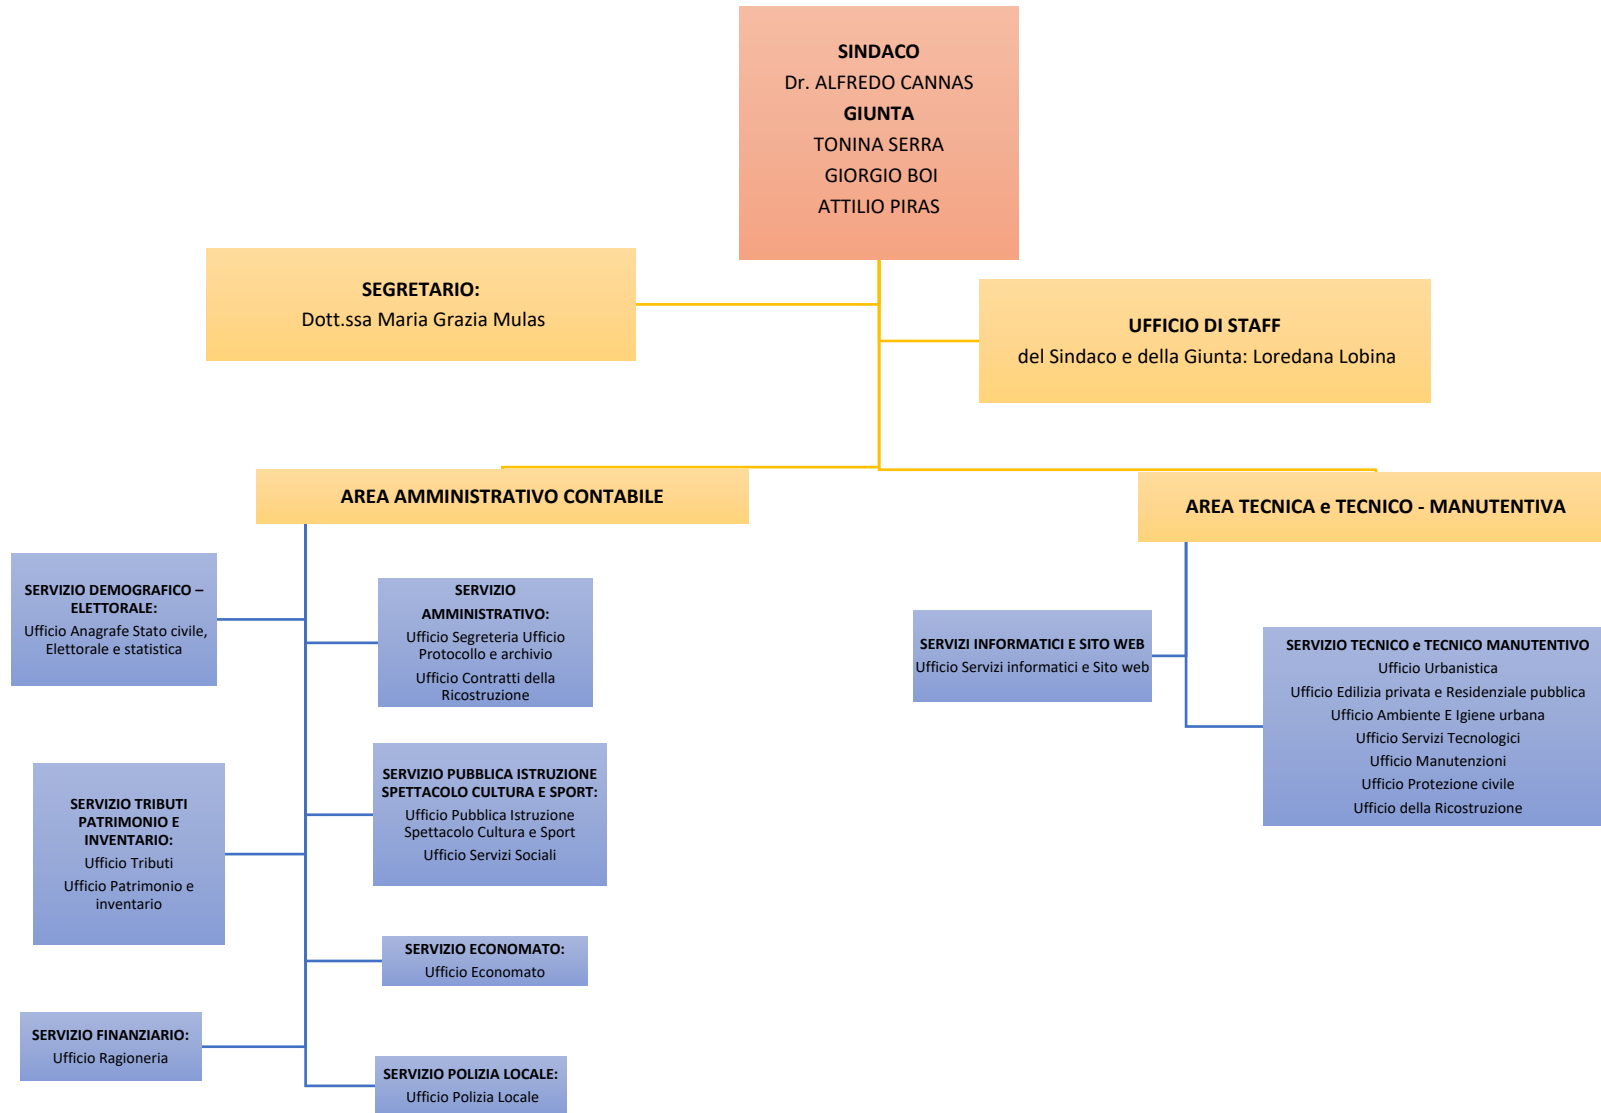 SINDACO
Dr. ALFREDO CANNAS
GIUNTA
TONINA SERRA
GIORGIO BOI
ATTILIO PIRAS
SEGRETARIO:
Dott.ssa Maria Grazia Mulas
UFFICIO DI STAFF
del Sindaco e della Giunta: Loredana Lobina
AREA AMMINISTRATIVO CONTABILE
AREA TECNICA e TECNICO - MANUTENTIVA
SERVIZIO DEMOGRAFICO –
ELETTORALE:
Ufficio Anagrafe Stato civile,
Elettorale e statistica
SERVIZIO
AMMINISTRATIVO:
Ufficio Segreteria Ufficio
Protocollo e archivio
Ufficio Contratti della
Ricostruzione
SERVIZI INFORMATICI E SITO WEB
Ufficio Servizi informatici e Sito web
SERVIZIO TECNICO e TECNICO MANUTENTIVO
Ufficio Urbanistica
Ufficio Edilizia privata e Residenziale pubblica
Ufficio Ambiente E Igiene urbana
Ufficio Servizi Tecnologici
Ufficio Manutenzioni
Ufficio Protezione civile
Ufficio della Ricostruzione
SERVIZIO TRIBUTI
PATRIMONIO E
INVENTARIO:
Ufficio Tributi
Ufficio Patrimonio e
inventario
SERVIZIO PUBBLICA ISTRUZIONE
SPETTACOLO CULTURA E SPORT:
Ufficio Pubblica Istruzione
Spettacolo Cultura e Sport
Ufficio Servizi Sociali
SERVIZIO ECONOMATO:
Ufficio Economato
SERVIZIO FINANZIARIO:
Ufficio Ragioneria
SERVIZIO POLIZIA LOCALE:
Ufficio Polizia Locale